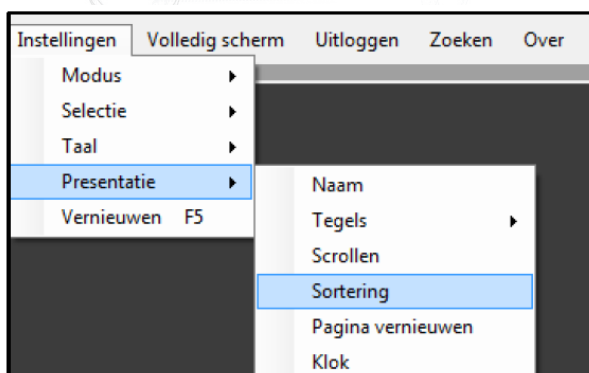 Instellingen Volledig scherm Uitloggen Zoeken Over
Modus
Selectie
Taal
Presentatie
Vernieuwen F5
Naam
Tegels
Scrollen
Sortering
Pagina vernieuwen
Klok